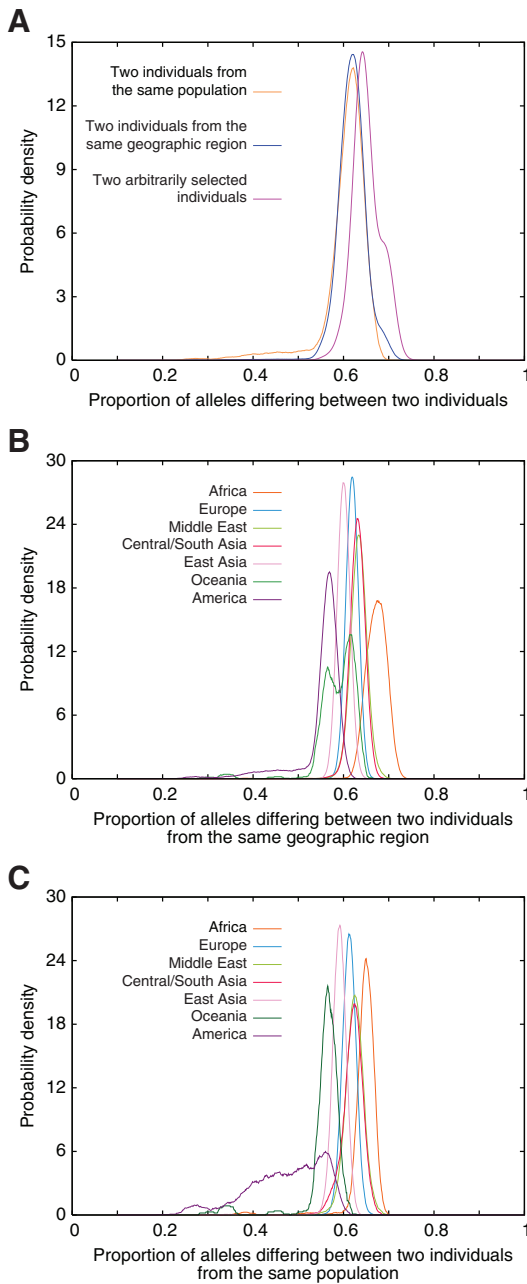 A
15
12
9
6
3
0
Probability density
Two individuals from
the same population
Two individuals from the
same geographic region
Two arbitrarily selected
individuals
0 0.2 0.4 0.6 0.8 1
Proportion of alleles differing between two individuals
B
30
24
18
12
6
0
Probability density
Africa
Europe
Middle East
Central/South Asia
East Asia
Oceania
America
0 0.2 0.4 0.6 0.8 1
Proportion of alleles differing between two individuals
from the same geographic region
C
30
24
18
12
6
0
Probability density
Africa
Europe
Middle East
Central/South Asia
East Asia
Oceania
America
0 0.2 0.4 0.6 0.8 1
Proportion of alleles differing between two individuals
from the same population